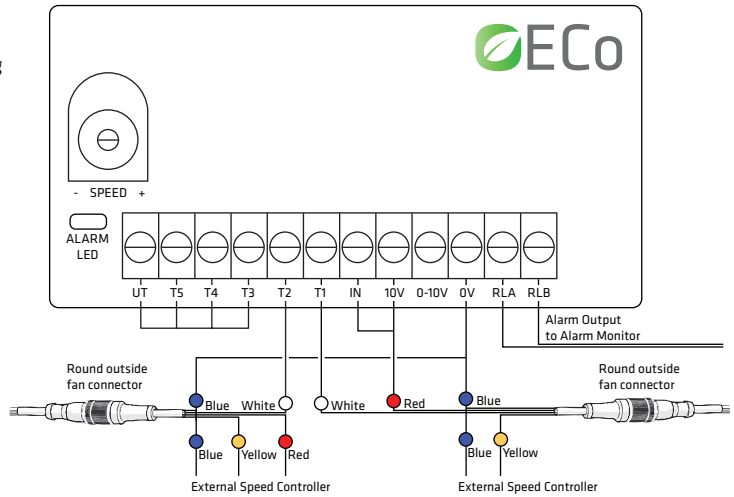 ECo
g
- SPEED +
ALARM
LED
UT T5 T4 T3 T2 T1 IN 10V 0-10V 0V RLA RLB
Alarm Output
to Alarm Monitor
Round outside
fan connector
Round outside
fan connector
Blue White White Red Blue
Blue Yellow Red Blue Yellow
External Speed Controller External Speed Controller